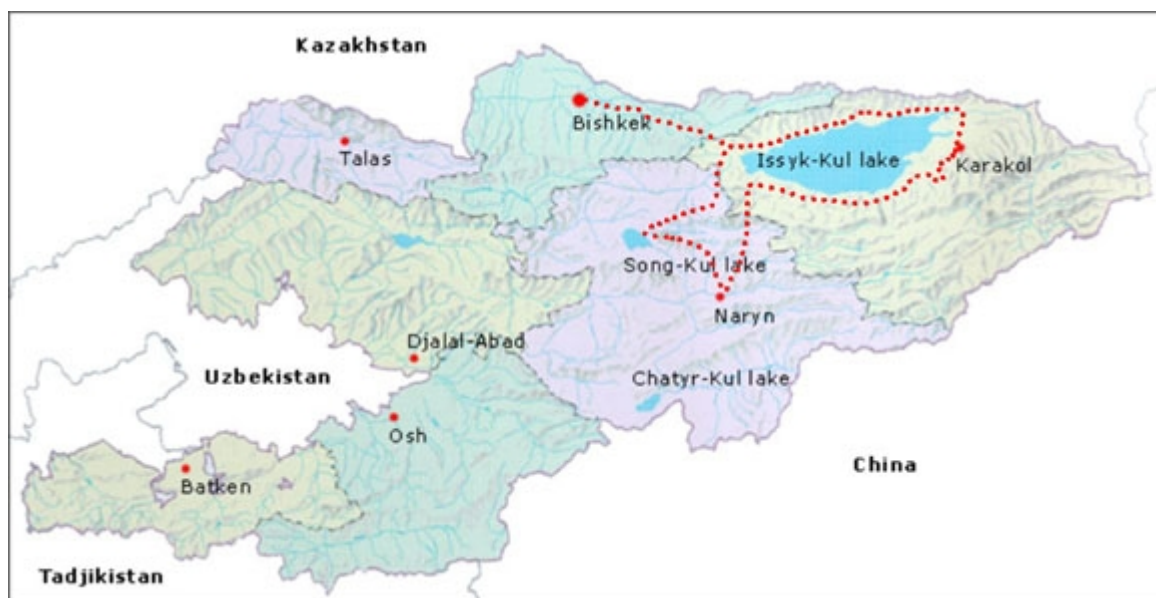 Kazakhstan
Bishkek
Talas
Issyk-Kul lake
Karakol
Song-Kul lake
Naryn
Djalal-Abad
Uzbekistan
Chatyr-Kul lake
Osh
China
Batken
Tadjikistan